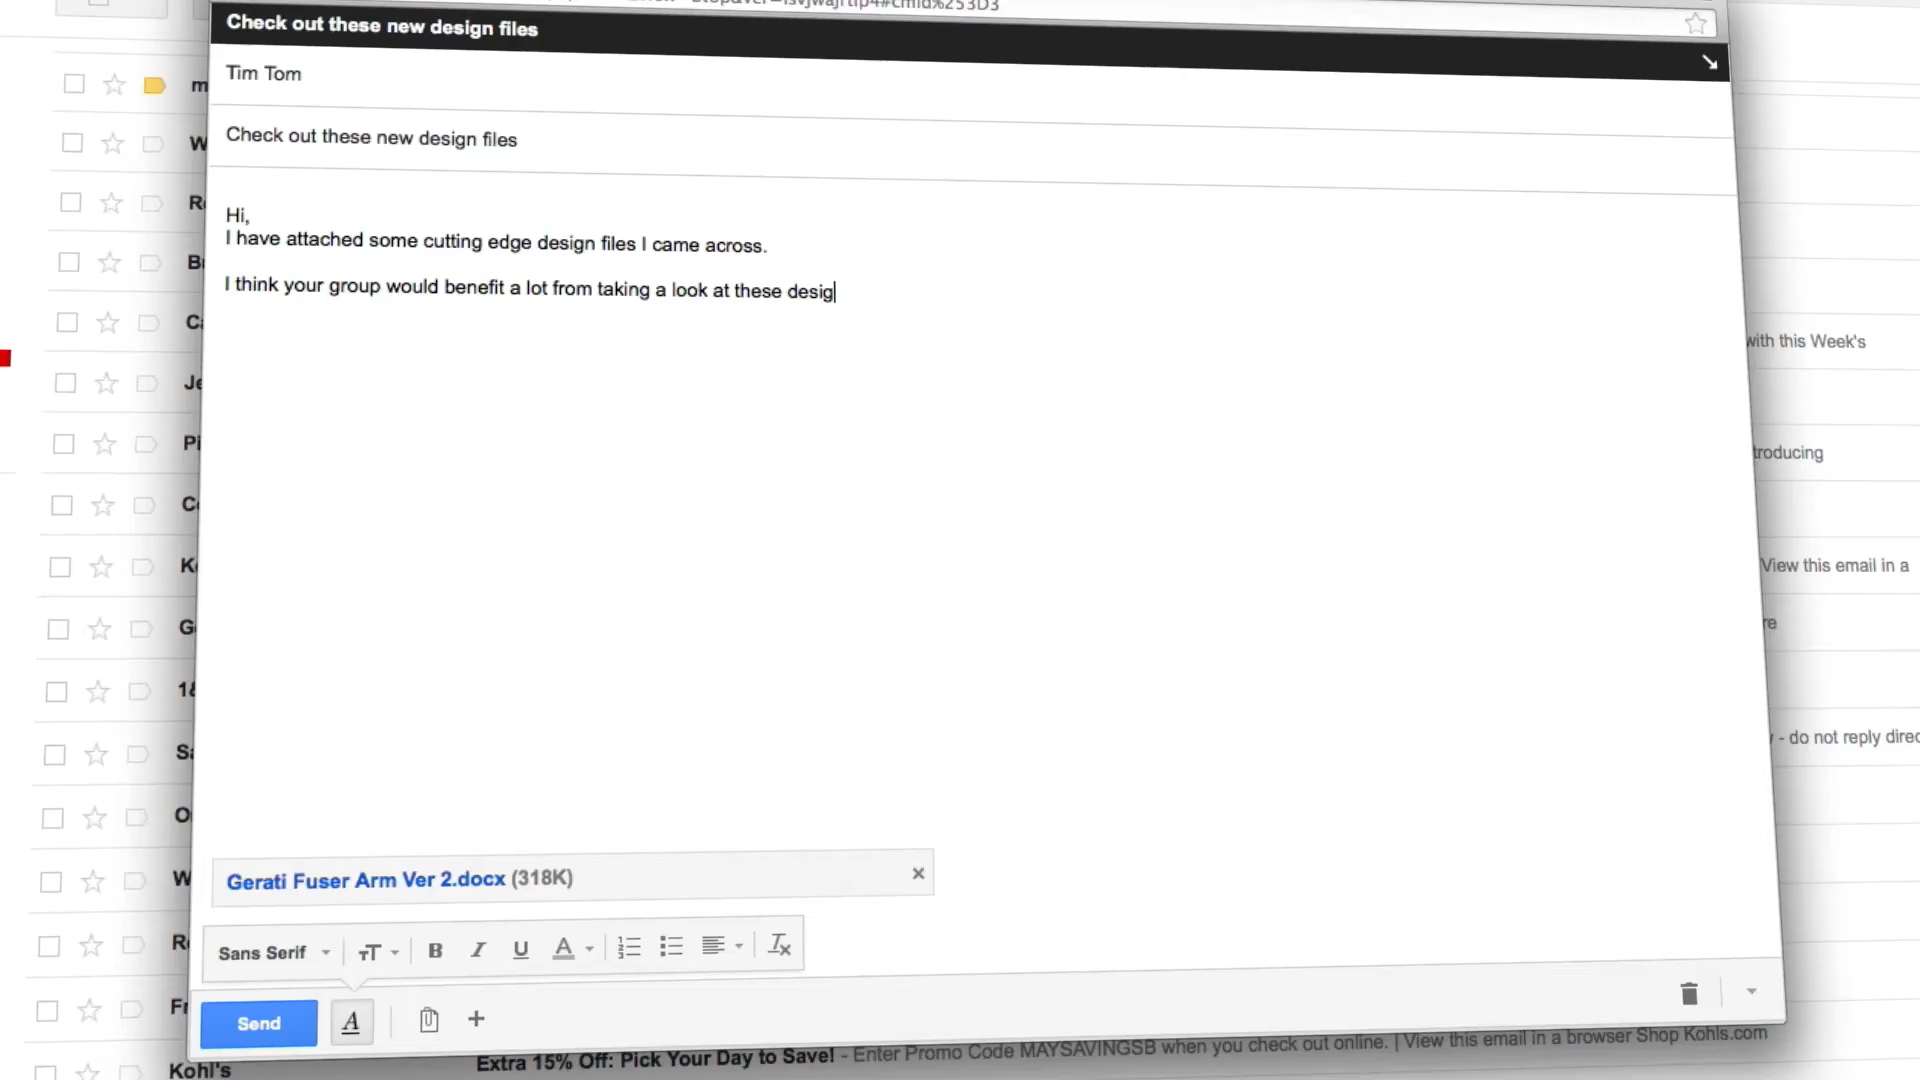 Check out these new design files
Tim Tom
Check out these new design files
Hi,
I have attached some cutting edge design files I came across.
I think your group would benefit a lot from taking a look at these desig
with this Week's
View this email in a
- do not reply
Gerati Fuser Arm Ver 2.docx (318K)
Sans Serif
Send
Kohl's
Extra 15% Off: Pick Your Day to Save! - Enter Promo Code MAYSAVINGSB when you check out online. | View this email in a browser Shop Kohls.com